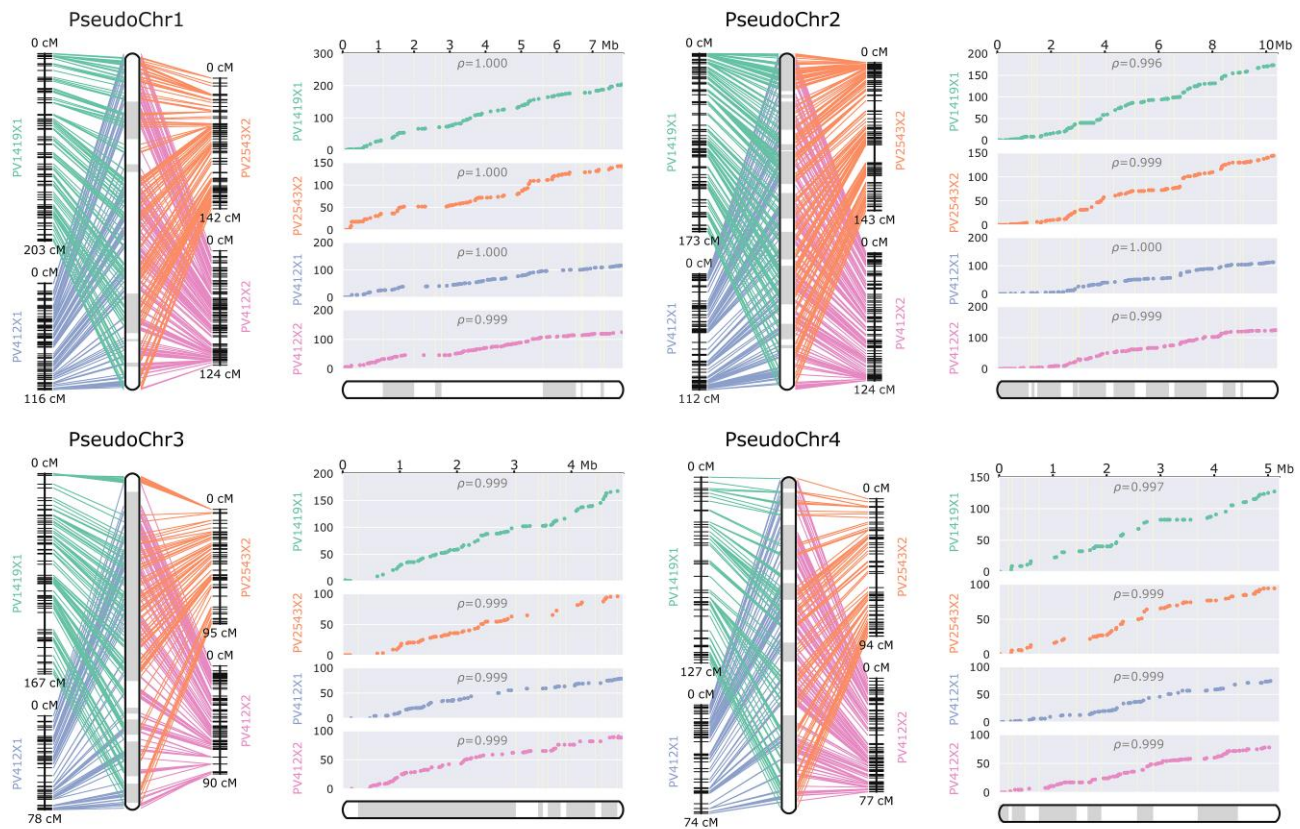 PseudoChr1
0 cM
PV1419X1
203 cM
0 cM
PV412X1
116 cM
0 cM
PV2543X2
142 cM
0 cM
PV412X2
124 cM
0 1 2 3 4 5 6 7 Mb
300
200
100
0
PV1419X1
ρ=1.000
150
100
50
0
PV2543X2
ρ=1.000
200
100
0
PV412X1
ρ=1.000
200
100
0
PV412X2
ρ=0.999
PseudoChr2
0 cM
PV1419X1
173 cM
0 cM
PV412X1
112 cM
0 cM
PV2543X2
143 cM
0 cM
PV412X2
124 cM
0 2 4 6 8 10 Mb
200
150
100
50
0
PV1419X1
ρ=0.996
150
100
50
0
PV2543X2
ρ=0.999
200
100
0
PV412X1
ρ=1.000
200
100
0
PV412X2
ρ=0.999
PseudoChr3
0 cM
PV1419X1
167 cM
0 cM
PV412X1
78 cM
0 cM
PV2543X2
95 cM
0 cM
PV412X2
90 cM
0 1 2 3 4 Mb
200
150
100
50
0
PV1419X1
ρ=0.999
100
50
0
PV2543X2
ρ=0.999
100
50
0
PV412X1
ρ=0.999
100
50
0
PV412X2
ρ=0.999
PseudoChr4
0 cM
PV1419X1
127 cM
0 cM
PV412X1
74 cM
0 cM
PV2543X2
94 cM
0 cM
PV412X2
77 cM
0 1 2 3 4 5 Mb
150
100
50
0
PV1419X1
ρ=0.997
100
50
0
PV2543X2
ρ=0.999
100
50
0
PV412X1
ρ=0.999
100
50
0
PV412X2
ρ=0.999